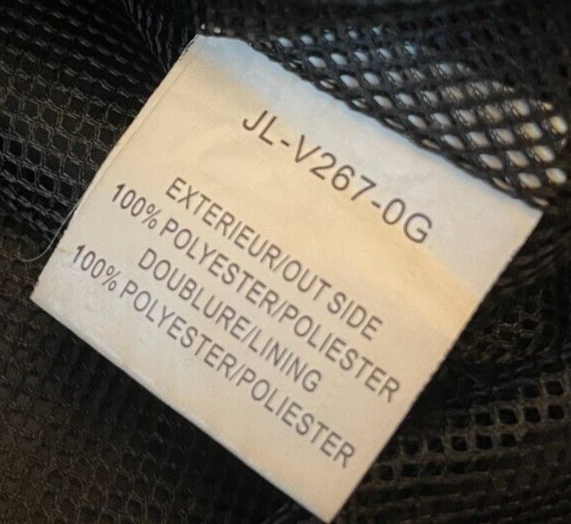 JL-V267-0G
EXTERIEUR/OUT SIDE
100% POLYESTER/POLIESTER
DOUBLURE/LINING
100% POLYESTER/POLIESTER